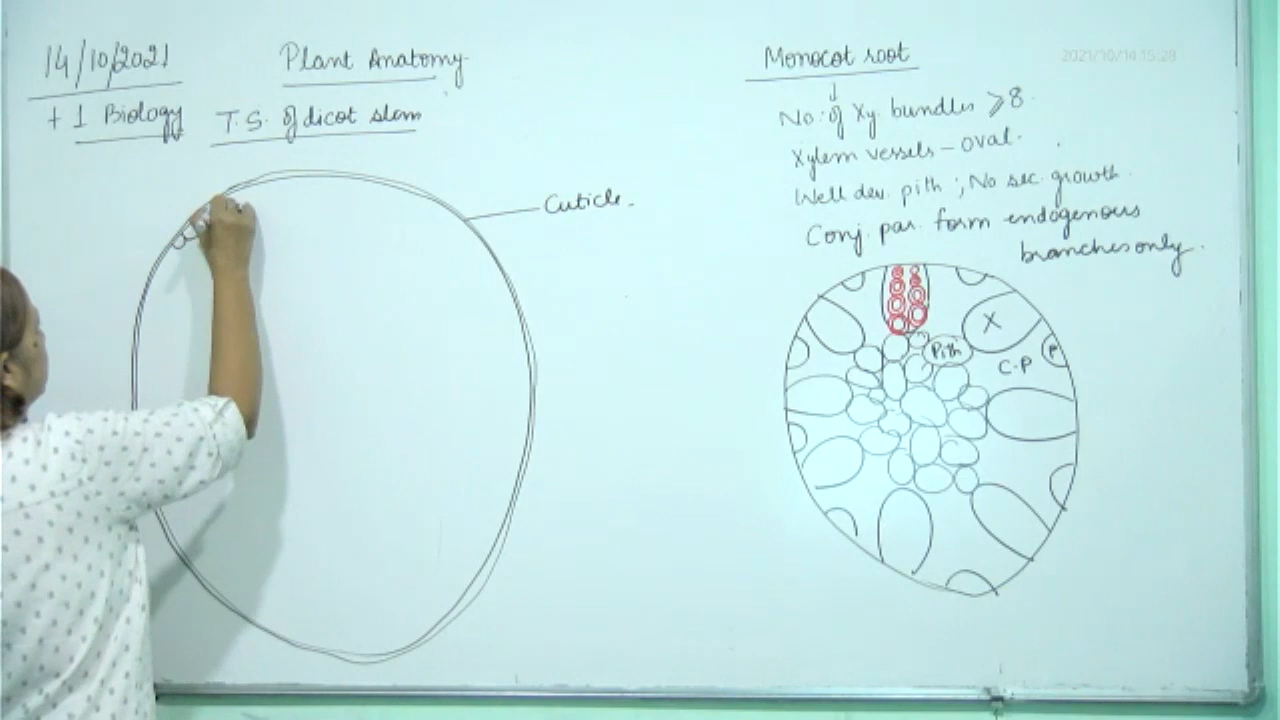 14/10/2021
Plant Anatomy
+1 Biology
T.S. of dicot stem
Cuticle.
Monocot root
2021/10/14 15:28
↓
No: of Xy. bundles ⩾8.
Xylem vessels - oval.
Well dev. pith ; No sec. growth.
Conj. par. form endogenous
branches only.
X
Pith
P
C.P